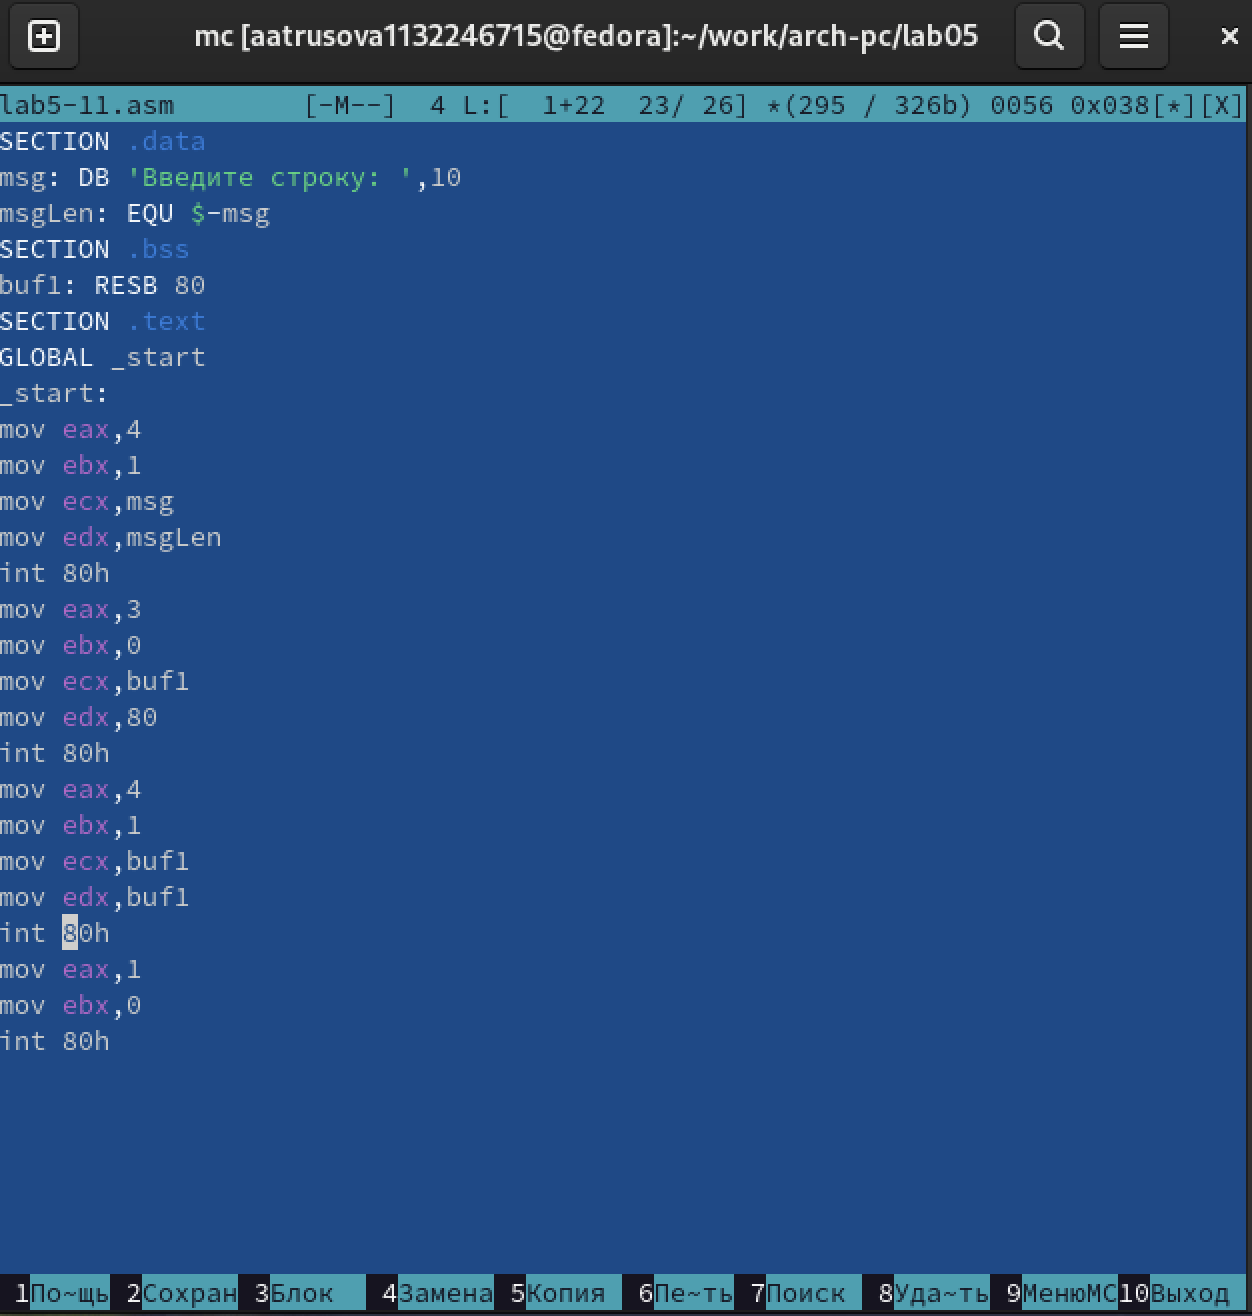 mc [aatrusova1132246715@fedora]:~/work/arch-pc/lab05
lab5-11.asm [-M--] 4 L:[ 1+22 23/ 26] *(295 / 326b) 0056 0x038[*][X]
SECTION .data
msg: DB 'Введите строку: ',10
msgLen: EQU $-msg
SECTION .bss
buf1: RESB 80
SECTION .text
GLOBAL _start
_start:
mov eax,4
mov ebx,1
mov ecx,msg
mov edx,msgLen
int 80h
mov eax,3
mov ebx,0
mov ecx,buf1
mov edx,80
int 80h
mov eax,4
mov ebx,1
mov ecx,buf1
mov edx,buf1
int 80h
mov eax,1
mov ebx,0
int 80h
1По~щь 2Сохран 3Блок 4Замена 5Копия 6Пе~ть 7Поиск 8Уда~ть 9МенюМС10Выход